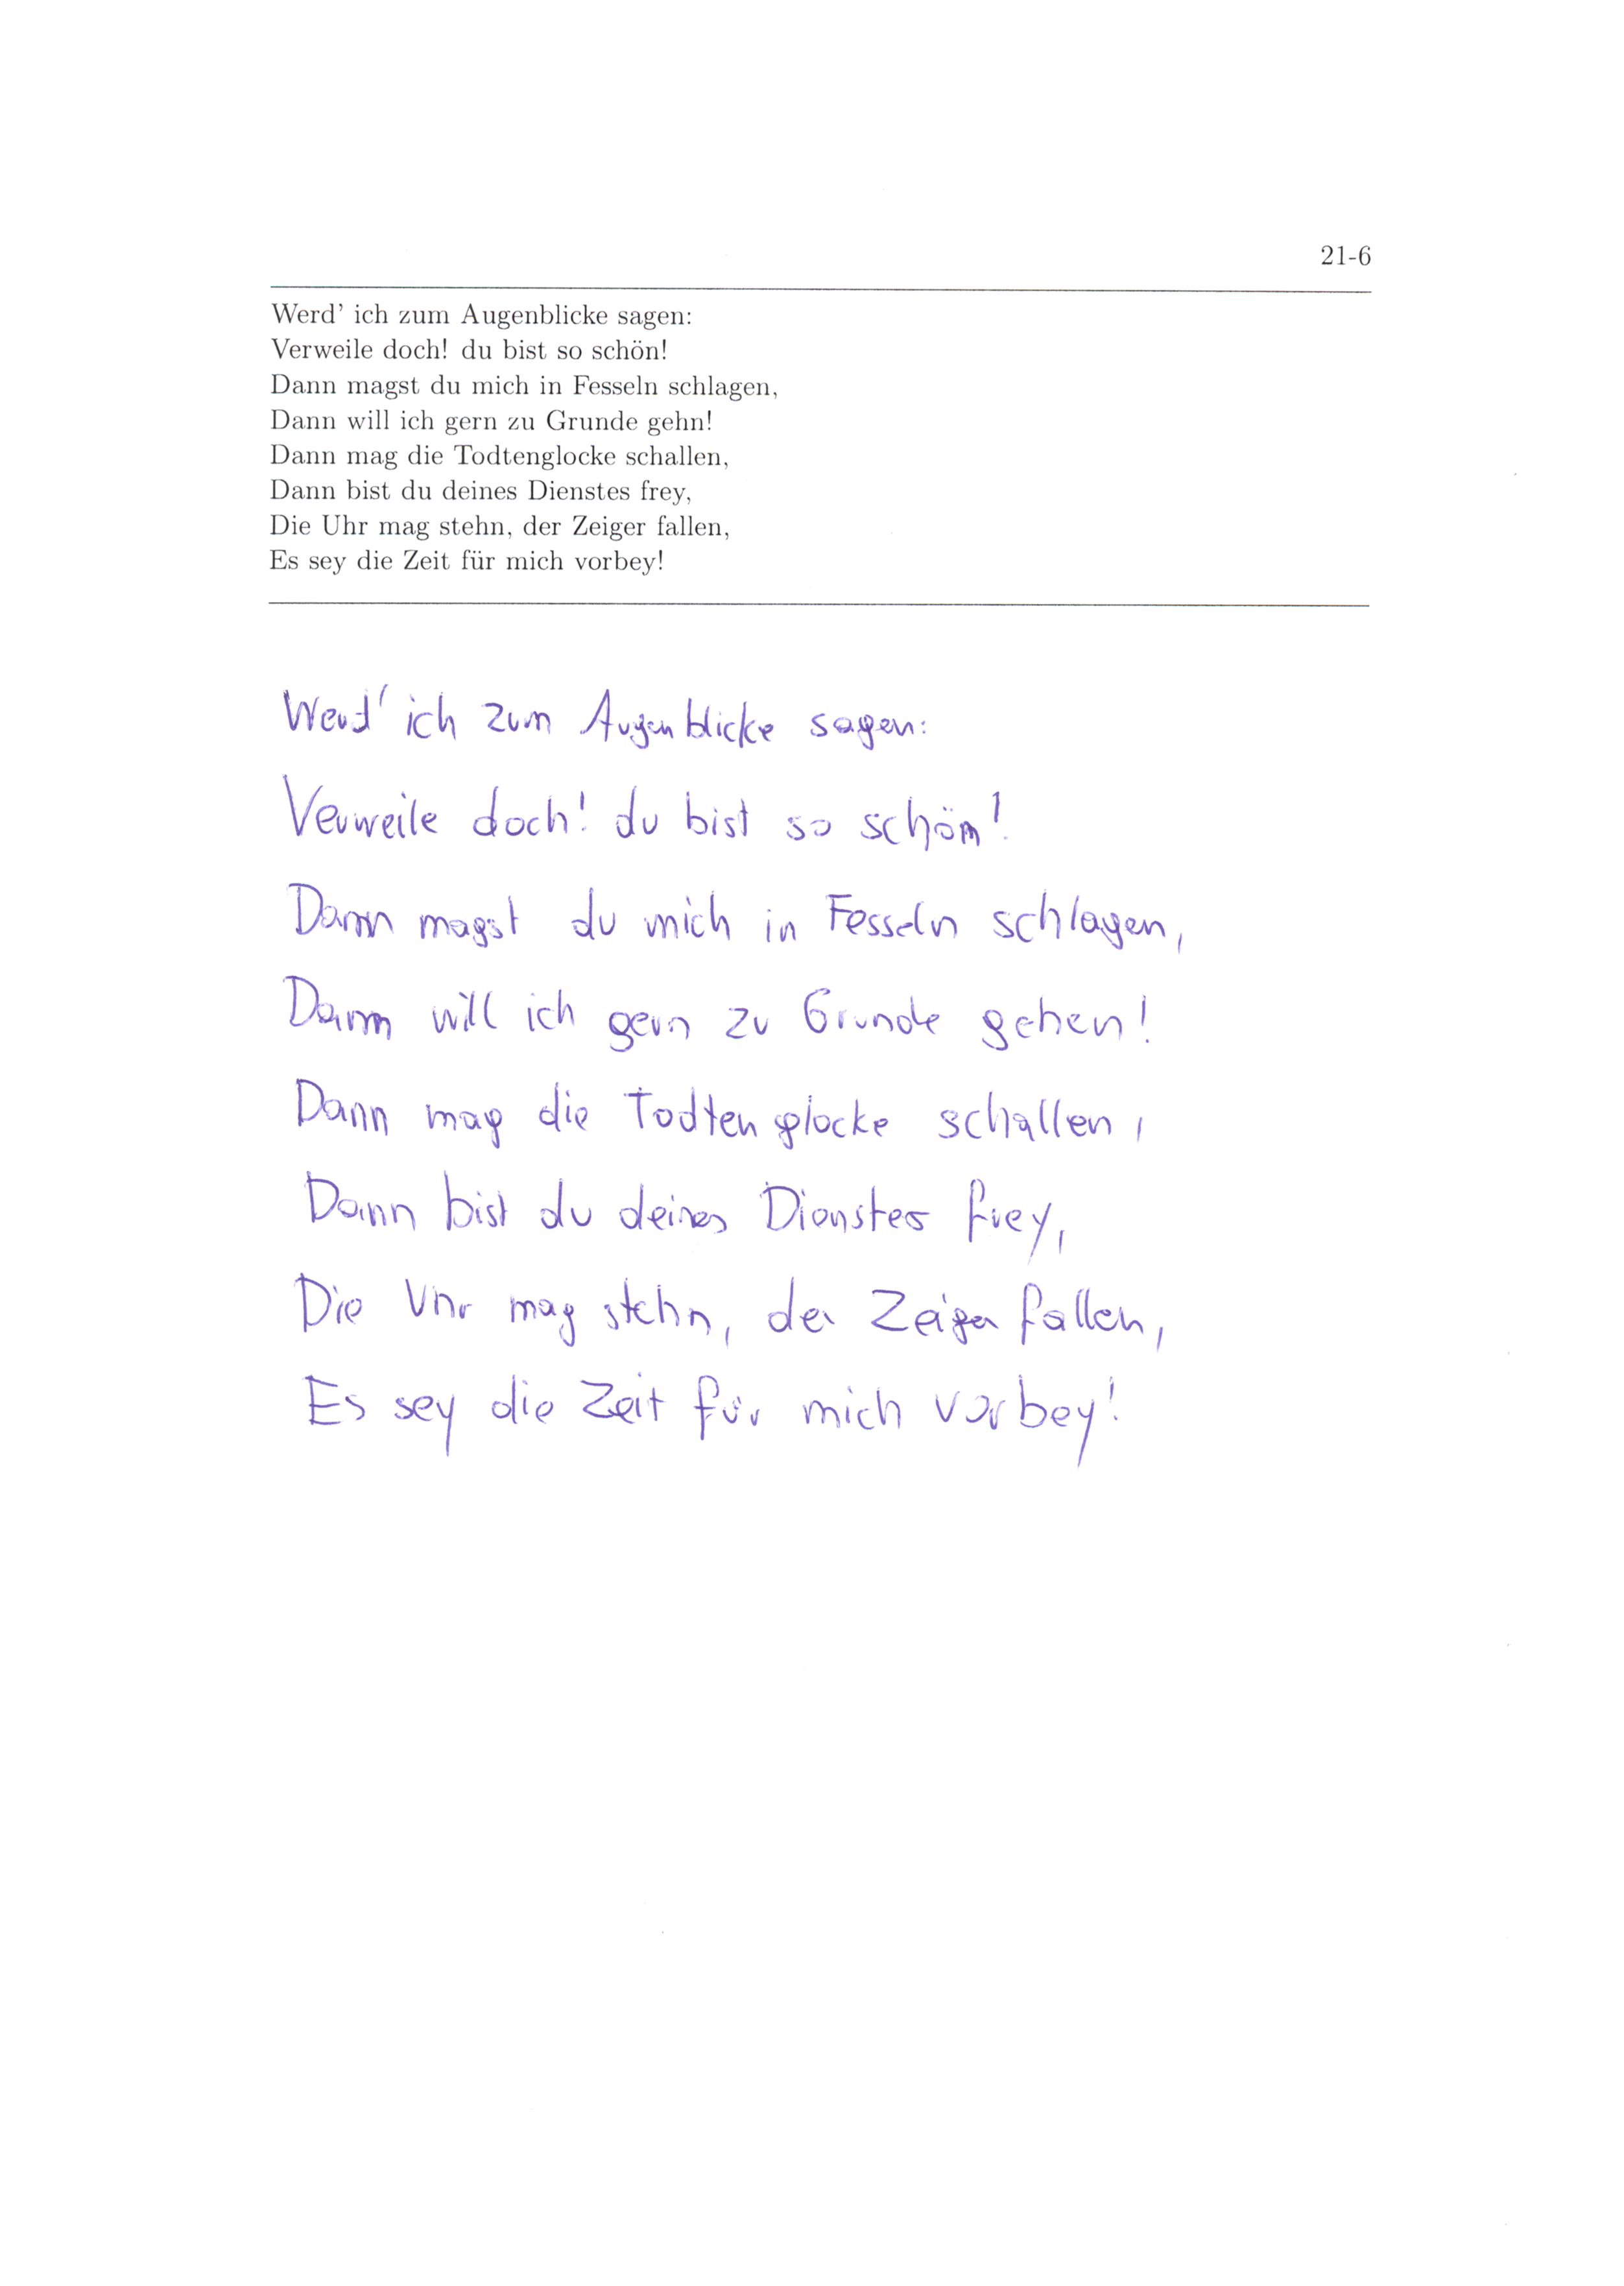 21-6
Werd' ich zum Augenblicke sagen:
Verweile doch! du bist so schön!
Dann magst du mich in Fesseln schlagen,
Dann will ich gern zu Grunde gehn!
Dann mag die Todtenglocke schallen,
Dann bist du deines Dienstes frey,
Die Uhr mag stehn, der Zeiger fallen,
Es sey die Zeit für mich vorbey!
Werd' ich zum Augenblicke sagen:
Verweile doch! du bist so schön!
Dann magst du mich in Fesseln schlagen,
Dann will ich gern zu Grunde gehen!
Dann mag die Todtenglocke schallen,
Dann bist du deines Dienstes frey,
Die Uhr mag stehn, der Zeiger fallen,
Es sey die Zeit für mich vorbey!